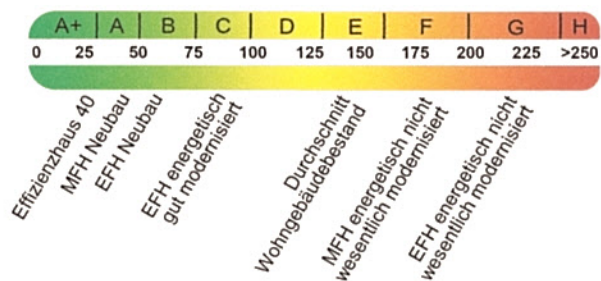 A+ A B C D E F G H
0 25 50 75 100 125 150 175 200 225 >250
Effizienzhaus 40
MFH Neubau
EFH Neubau
EFH energetisch
gut modernisiert
Durchschnitt
Wohngebäudebestand
MFH energetisch nicht
wesentlich modernisiert
EFH energetisch nicht
wesentlich modernisiert